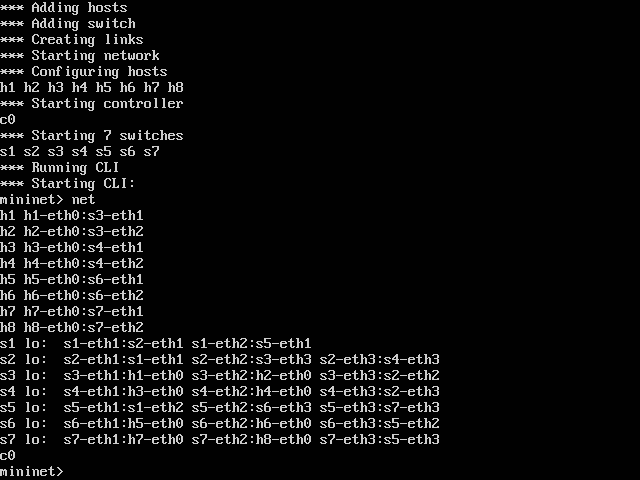 *** Adding hosts
*** Adding switch
*** Creating links
*** Starting network
*** Configuring hosts
h1 h2 h3 h4 h5 h6 h7 h8
*** Starting controller
c0
*** Starting 7 switches
s1 s2 s3 s4 s5 s6 s7
*** Running CLI
*** Starting CLI:
mininet> net
h1 h1-eth0:s3-eth1
h2 h2-eth0:s3-eth2
h3 h3-eth0:s4-eth1
h4 h4-eth0:s4-eth2
h5 h5-eth0:s6-eth1
h6 h6-eth0:s6-eth2
h7 h7-eth0:s7-eth1
h8 h8-eth0:s7-eth2
s1 lo:  s1-eth1:s2-eth1 s1-eth2:s5-eth1
s2 lo:  s2-eth1:s1-eth1 s2-eth2:s3-eth3 s2-eth3:s4-eth3
s3 lo:  s3-eth1:h1-eth0 s3-eth2:h2-eth0 s3-eth3:s2-eth2
s4 lo:  s4-eth1:h3-eth0 s4-eth2:h4-eth0 s4-eth3:s2-eth3
s5 lo:  s5-eth1:s1-eth2 s5-eth2:s6-eth3 s5-eth3:s7-eth3
s6 lo:  s6-eth1:h5-eth0 s6-eth2:h6-eth0 s6-eth3:s5-eth2
s7 lo:  s7-eth1:h7-eth0 s7-eth2:h8-eth0 s7-eth3:s5-eth3
c0
mininet>